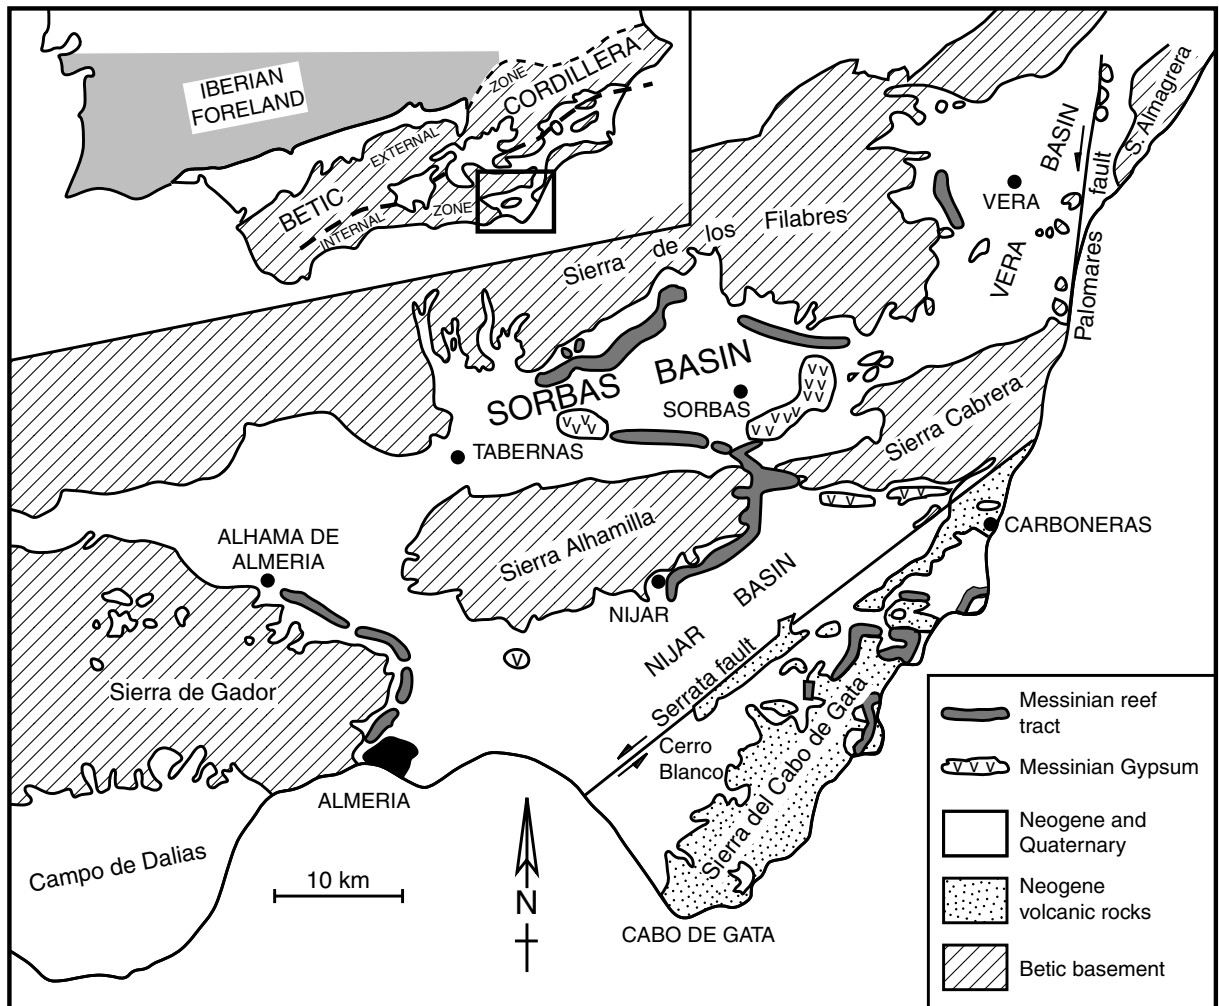 IBERIAN
FORELAND
BETIC
CORDILLERA
EXTERNAL
ZONE
INTERNAL
ZONE
Sierra de los Filabres
VERA
BASIN
VERA
S. Almagrera
Palomares fault
SORBAS BASIN
SORBAS
TABERNAS
Sierra Cabrera
Sierra Alhamilla
CARBONERAS
ALHAMA DE
ALMERIA
NIJAR
NIJAR BASIN
Serrata fault
Sierra de Gador
Cerro
Blanco
Sierra del Cabo de Gata
ALMERIA
Campo de Dalias
10 km
N
CABO DE GATA
V V V
V V
V V
V V
V V V
V V
V V
V V V
V
Messinian reef
tract
V V V
Messinian Gypsum
Neogene and
Quaternary
Neogene
volcanic rocks
Betic basement